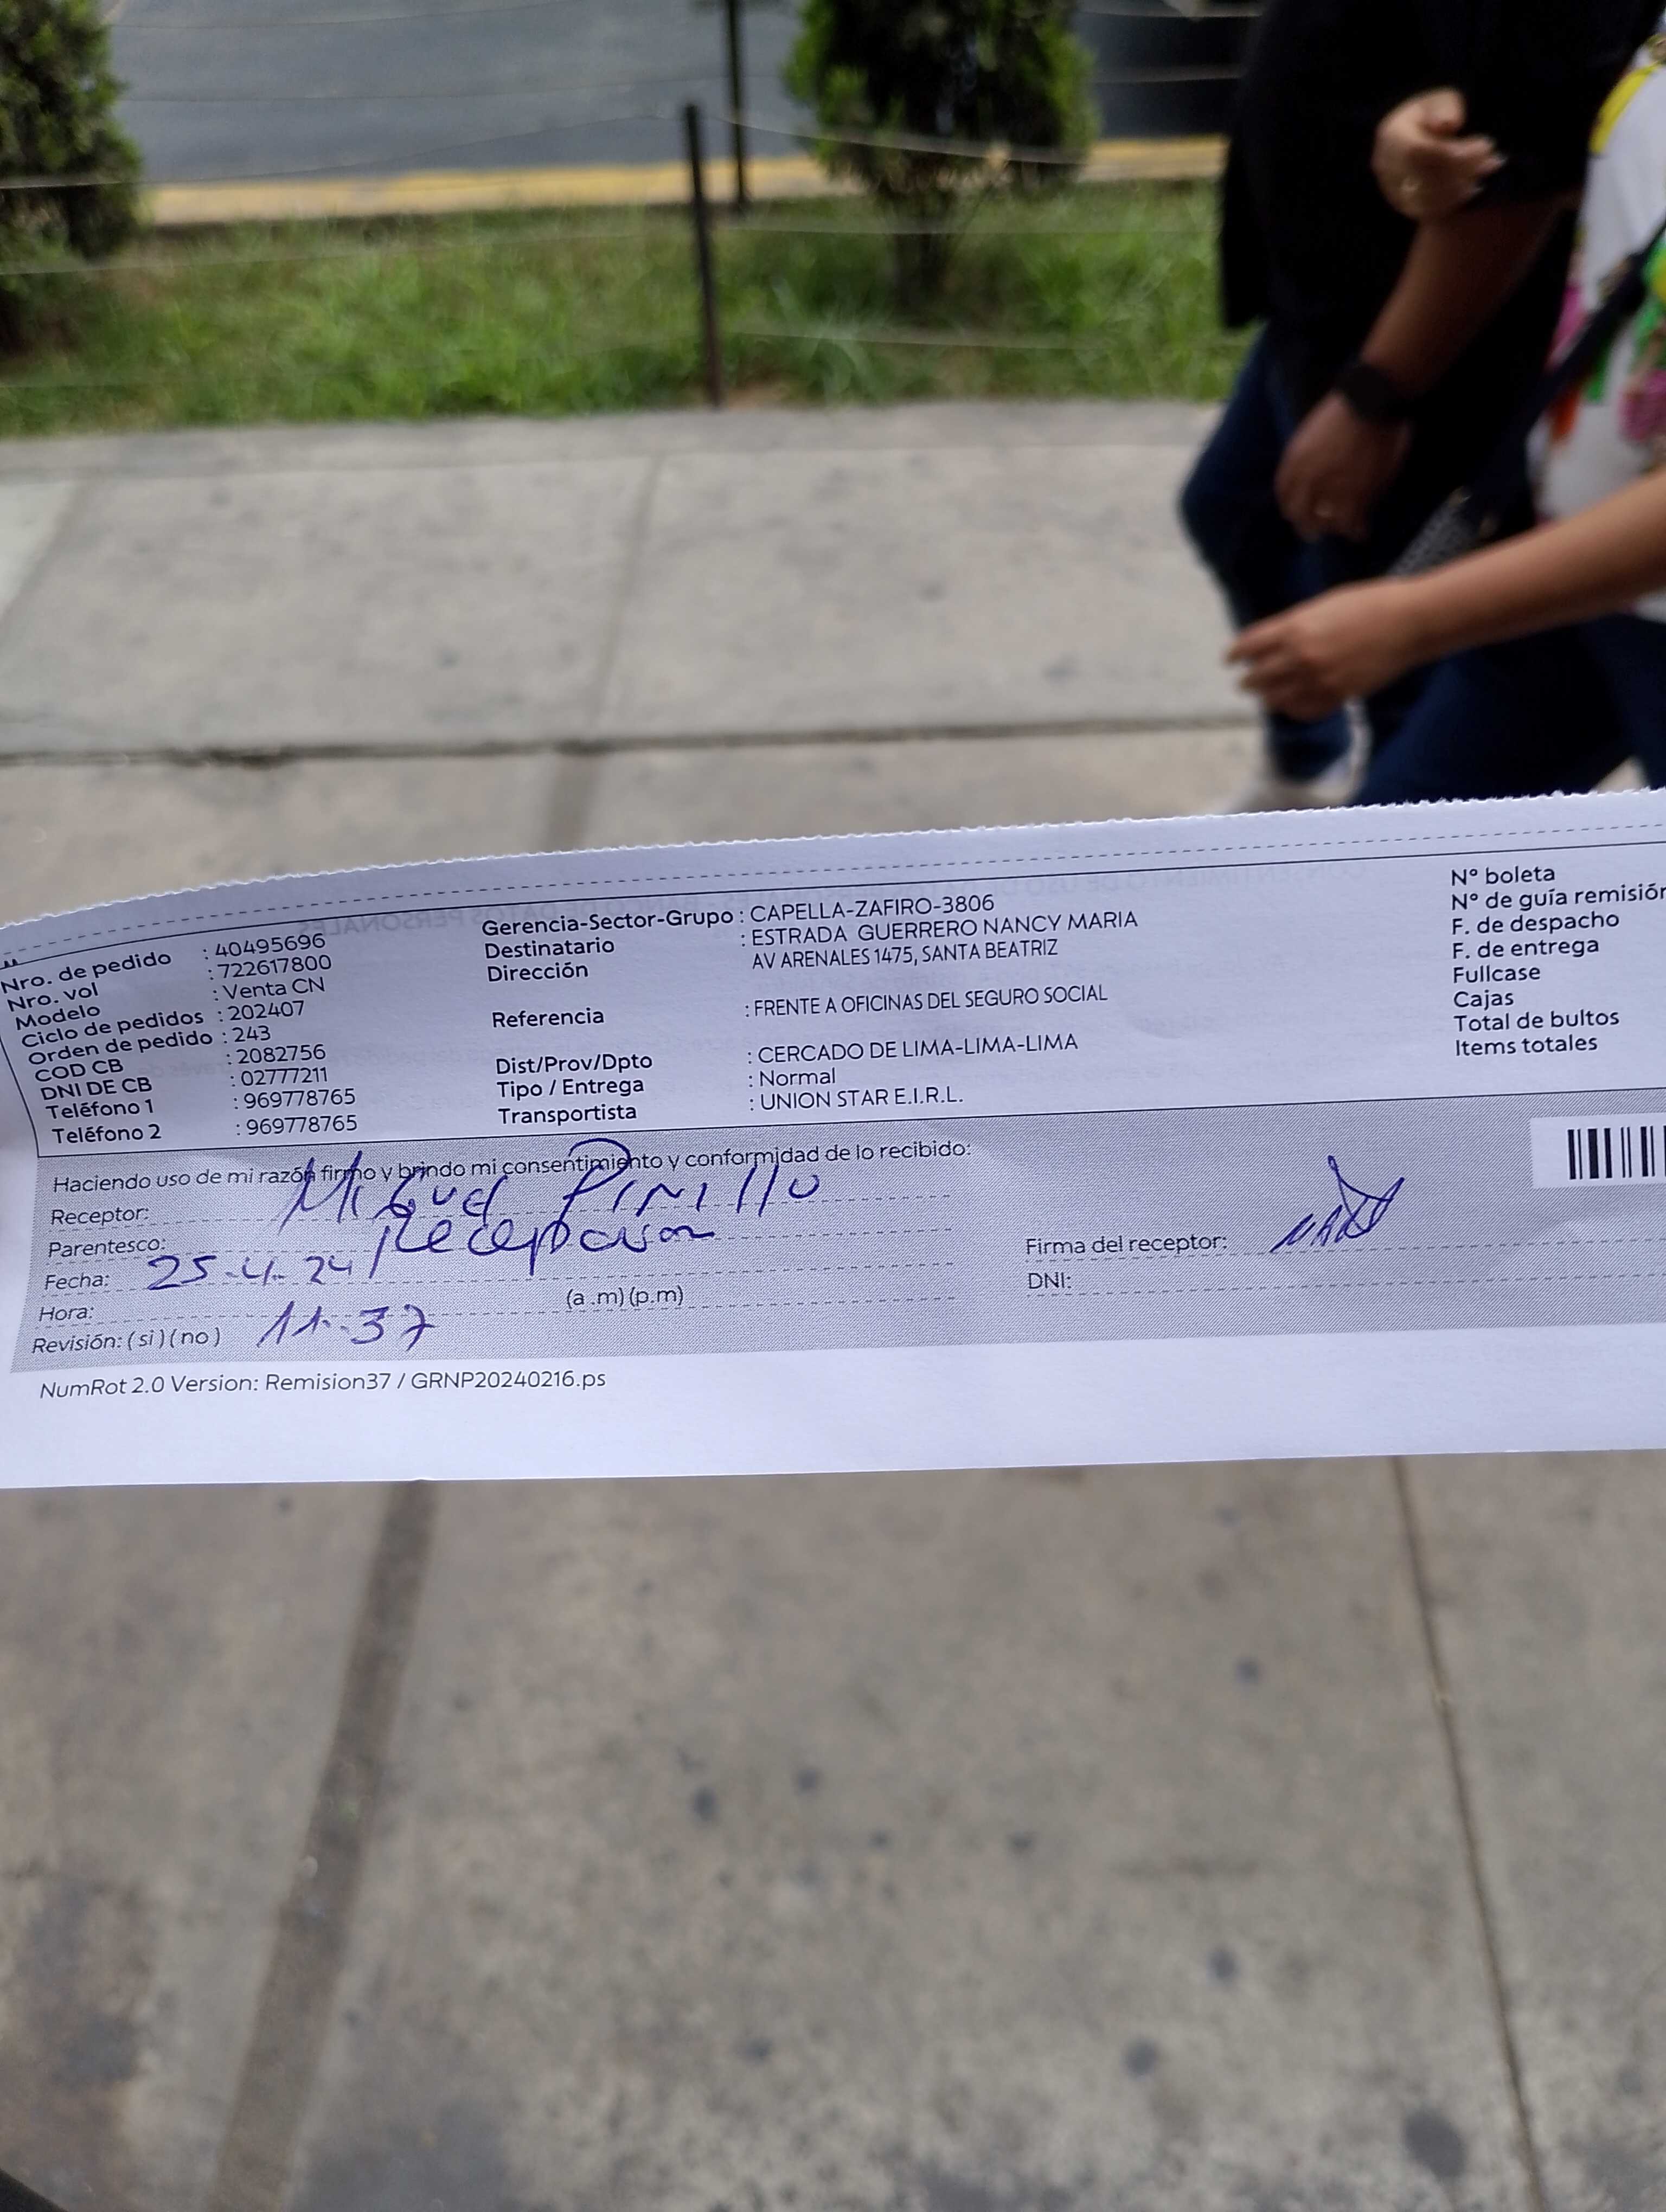 Nro. de pedido : 40495696
Nro. vol : 722617800
Modelo : Venta CN
Ciclo de pedidos : 202407
Orden de pedido : 243
COD CB : 2082756
DNI DE CB : 02777211
Teléfono 1 : 969778765
Teléfono 2 : 969778765
Gerencia-Sector-Grupo : CAPELLA-ZAFIRO-3806
Destinatario : ESTRADA GUERRERO NANCY MARIA
Dirección AV ARENALES 1475, SANTA BEATRIZ
Referencia : FRENTE A OFICINAS DEL SEGURO SOCIAL
Dist/Prov/Dpto : CERCADO DE LIMA-LIMA-LIMA
Tipo / Entrega : Normal
Transportista : UNION STAR E.I.R.L.
N° boleta
N° de guía remisión
F. de despacho
F. de entrega
Fullcase
Cajas
Total de bultos
Items totales
Haciendo uso de mi razón firmo y brindo mi consentimiento y conformidad de lo recibido:
Receptor: Miguel Pinillo
Parentesco: Recepcion
Fecha: 25-4-24
Hora: 11:37 (a .m) (p.m)
Revisión: ( si ) ( no )
Firma del receptor:
DNI:
NumRot 2.0 Version: Remision37 / GRNP20240216.ps